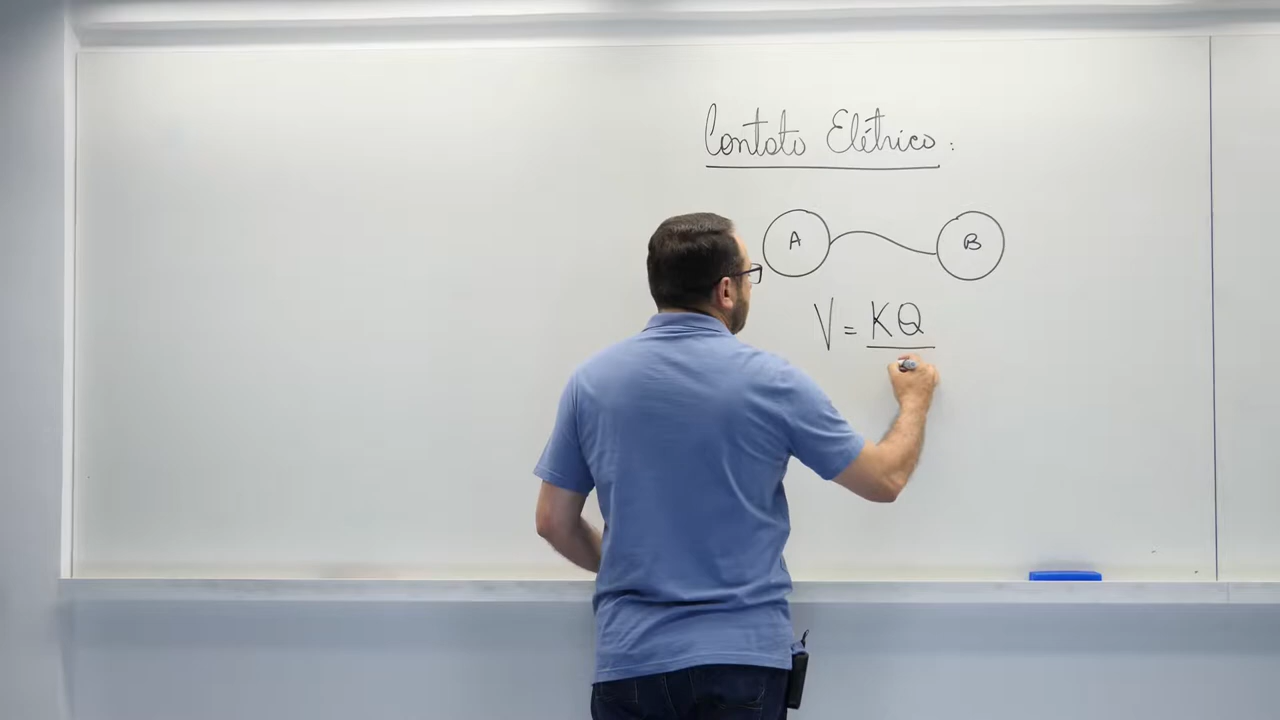 Contato Elétrico:
A B
V = KQ